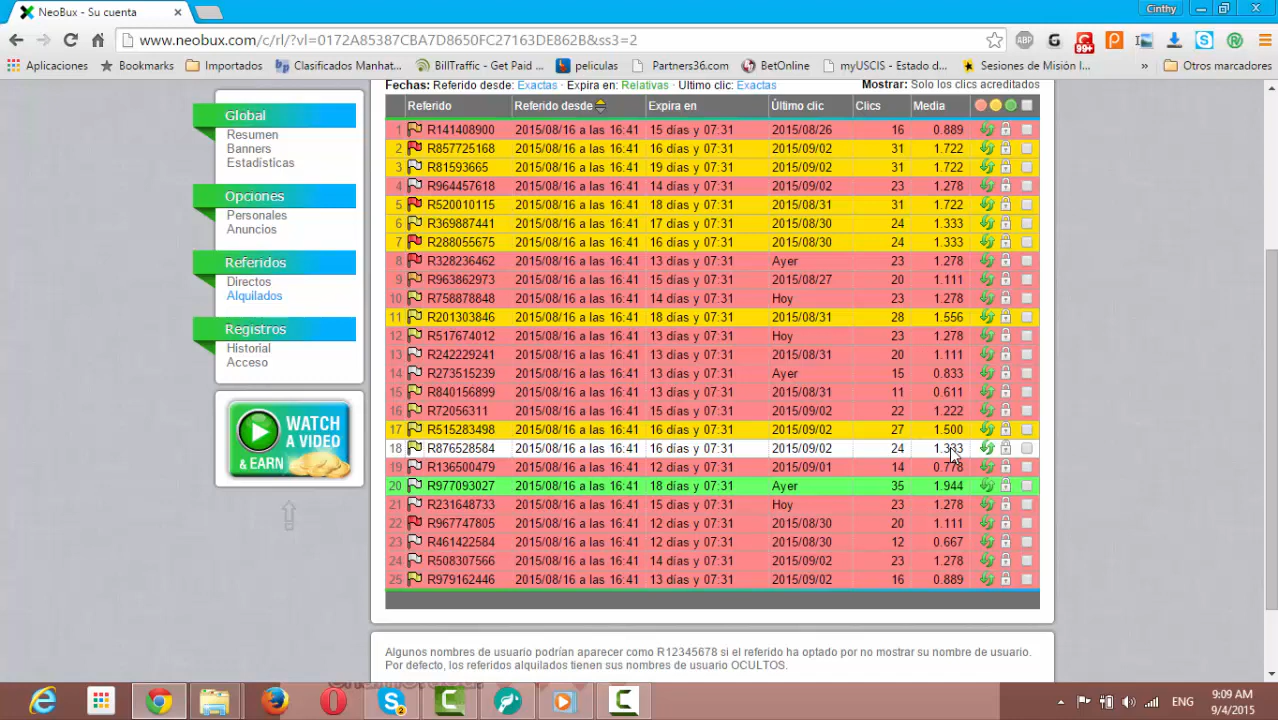 NeoBux - Su cuenta
Cinthy
www.neobux.com/c/rl/?vl=0172A85387CBA7D8650FC27163DE862B&ss3=2
ABP
99+
Aplicaciones Bookmarks Importados Clasificados Manhat... BillTraffic - Get Paid ... peliculas Partners36.com BetOnline myUSCIS - Estado d... Sesiones de Misión I... » Otros marcadores
Fechas: Referido desde: Exactas · Expira en: Relativas · Último clic: Exactas
Mostrar: Solo los clics acreditados
Global
Resumen
Banners
Estadísticas
Opciones
Personales
Anuncios
Referidos
Directos
Alquilados
Registros
Historial
Acceso
WATCH
A VIDEO
& EARN
Referido Referido desde Expira en Último clic Clics Media
1 R141408900 2015/08/16 a las 16:41 15 días y 07:31 2015/08/26 16 0.889
2 R857725168 2015/08/16 a las 16:41 16 días y 07:31 2015/09/02 31 1.722
3 R81593665 2015/08/16 a las 16:41 19 días y 07:31 2015/09/02 31 1.722
4 R964457618 2015/08/16 a las 16:41 14 días y 07:31 2015/09/02 23 1.278
5 R520010115 2015/08/16 a las 16:41 18 días y 07:31 2015/08/31 31 1.722
6 R369887441 2015/08/16 a las 16:41 17 días y 07:31 2015/08/30 24 1.333
7 R288055675 2015/08/16 a las 16:41 16 días y 07:31 2015/08/30 24 1.333
8 R328236462 2015/08/16 a las 16:41 13 días y 07:31 Ayer 23 1.278
9 R963862973 2015/08/16 a las 16:41 15 días y 07:31 2015/08/27 20 1.111
10 R758878848 2015/08/16 a las 16:41 14 días y 07:31 Hoy 23 1.278
11 R201303846 2015/08/16 a las 16:41 18 días y 07:31 2015/08/31 28 1.556
12 R517674012 2015/08/16 a las 16:41 13 días y 07:31 Hoy 23 1.278
13 R242229241 2015/08/16 a las 16:41 13 días y 07:31 2015/08/31 20 1.111
14 R273515239 2015/08/16 a las 16:41 13 días y 07:31 Ayer 15 0.833
15 R840156899 2015/08/16 a las 16:41 13 días y 07:31 2015/08/31 11 0.611
16 R72056311 2015/08/16 a las 16:41 15 días y 07:31 2015/09/02 22 1.222
17 R515283498 2015/08/16 a las 16:41 16 días y 07:31 2015/09/02 27 1.500
18 R876528584 2015/08/16 a las 16:41 16 días y 07:31 2015/09/02 24 1.333
19 R136500479 2015/08/16 a las 16:41 12 días y 07:31 2015/09/01 14 0.778
20 R977093027 2015/08/16 a las 16:41 18 días y 07:31 Ayer 35 1.944
21 R231648733 2015/08/16 a las 16:41 12 días y 07:31 Hoy 23 1.278
22 R967747805 2015/08/16 a las 16:41 12 días y 07:31 2015/08/30 20 1.111
23 R461422584 2015/08/16 a las 16:41 12 días y 07:31 2015/08/30 12 0.667
24 R508307566 2015/08/16 a las 16:41 14 días y 07:31 2015/09/02 23 1.278
25 R979162446 2015/08/16 a las 16:41 13 días y 07:31 2015/09/02 16 0.889
Algunos nombres de usuario podrían aparecer como R12345678 si el referido ha optado por no mostrar su nombre de usuario.
Por defecto, los referidos alquilados tienen sus nombres de usuario OCULTOS.
ENG
9:09 AM
9/4/2015